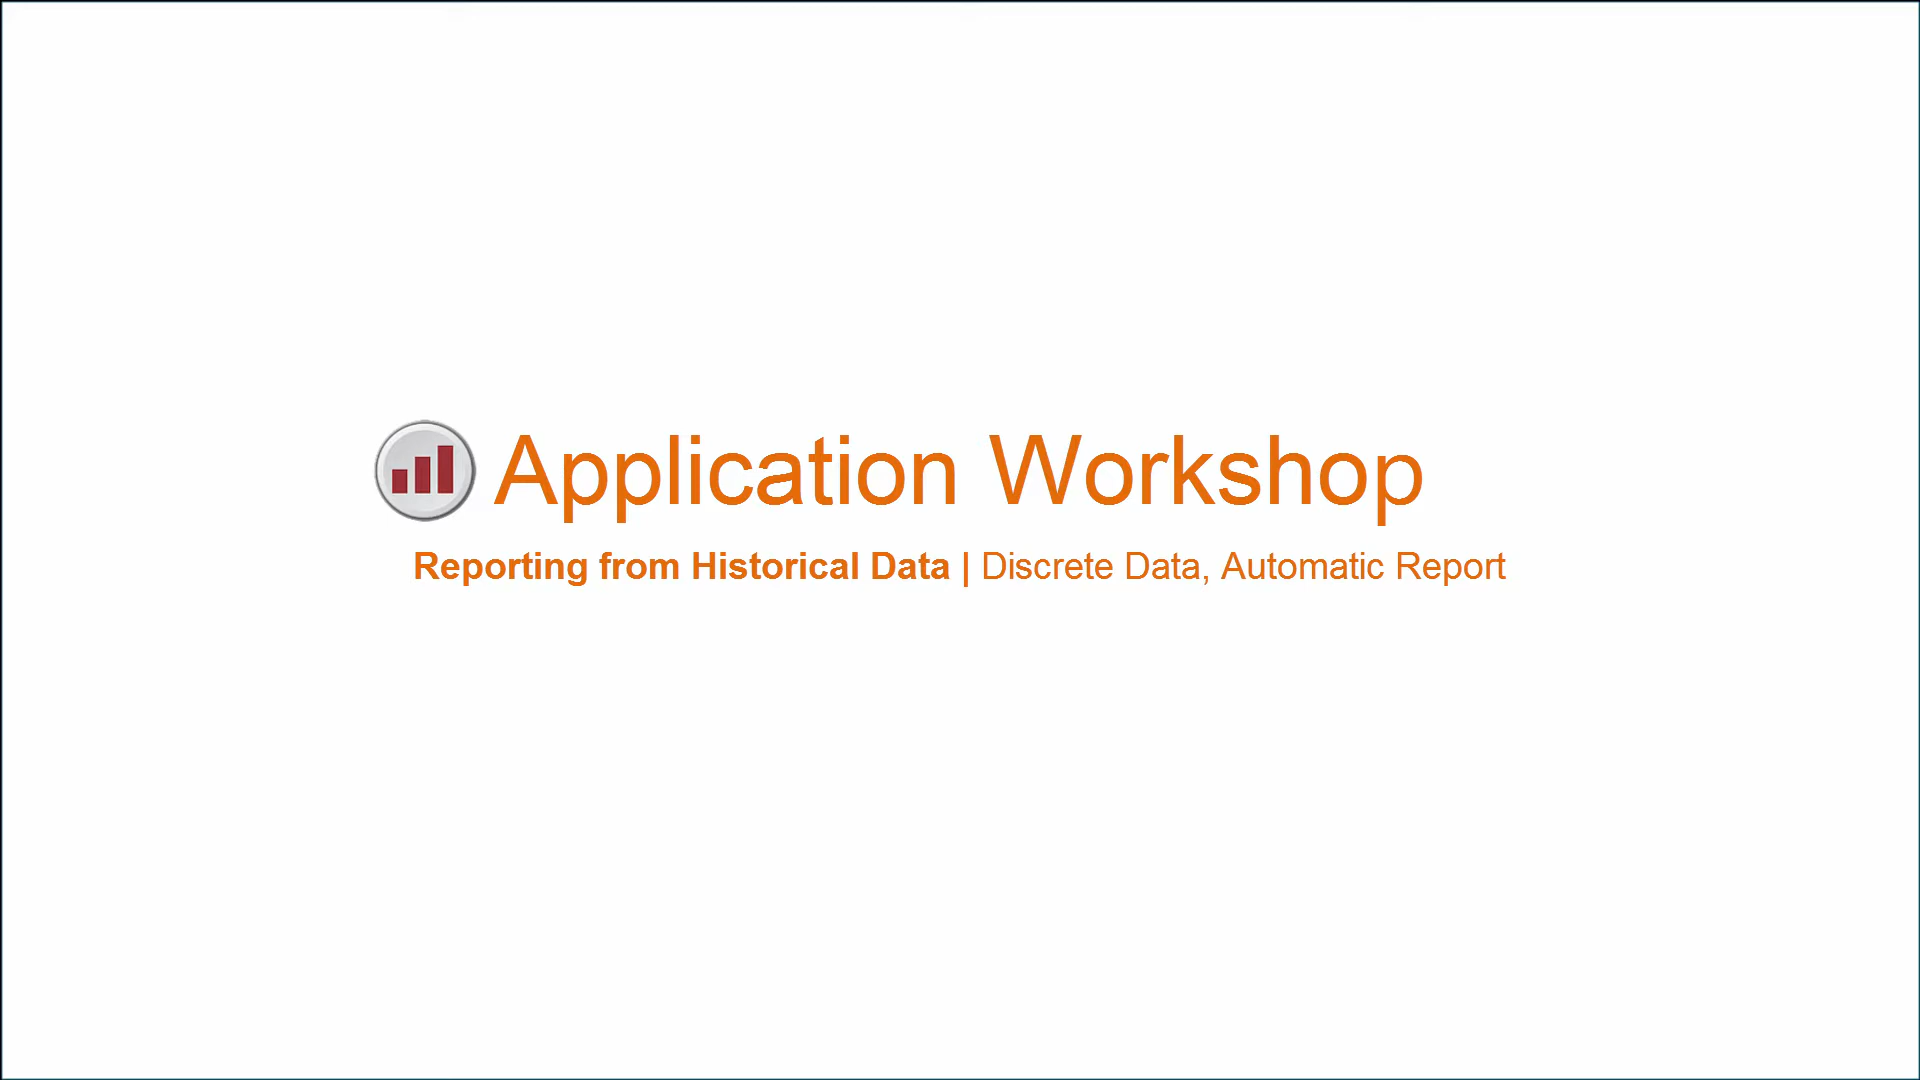 Application Workshop
Reporting from Historical Data | Discrete Data, Automatic Report